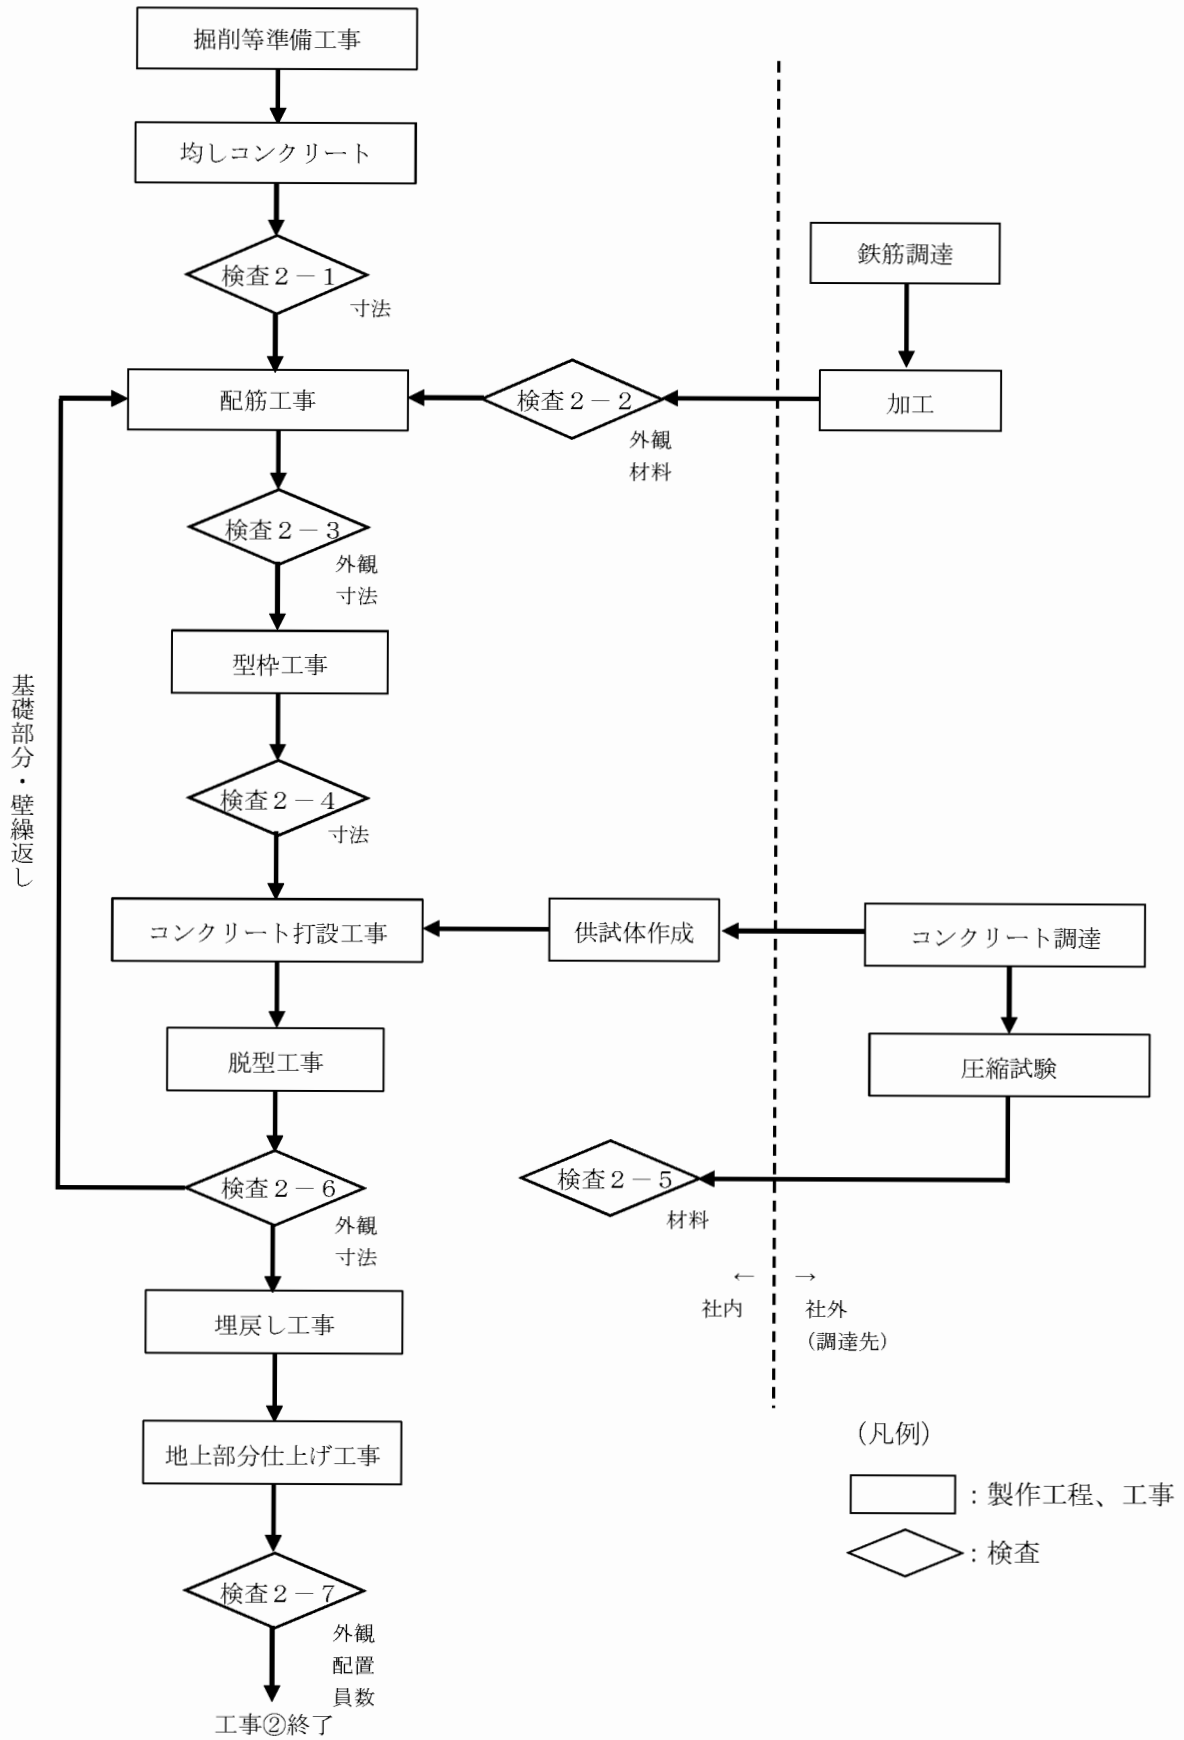 掘削等準備工事
均しコンクリート
検査２－１
寸法
鉄筋調達
配筋工事
検査２－２
外観
材料
加工
検査２－３
外観
寸法
型枠工事
検査２－４
寸法
基礎部分・壁繰返し
コンクリート打設工事
供試体作成
コンクリート調達
脱型工事
圧縮試験
検査２－６
外観
寸法
検査２－５
材料
← →
社内 社外
（調達先）
埋戻し工事
地上部分仕上げ工事
検査２－７
外観
配置
員数
工事②終了
（凡例）
：製作工程、工事
：検査